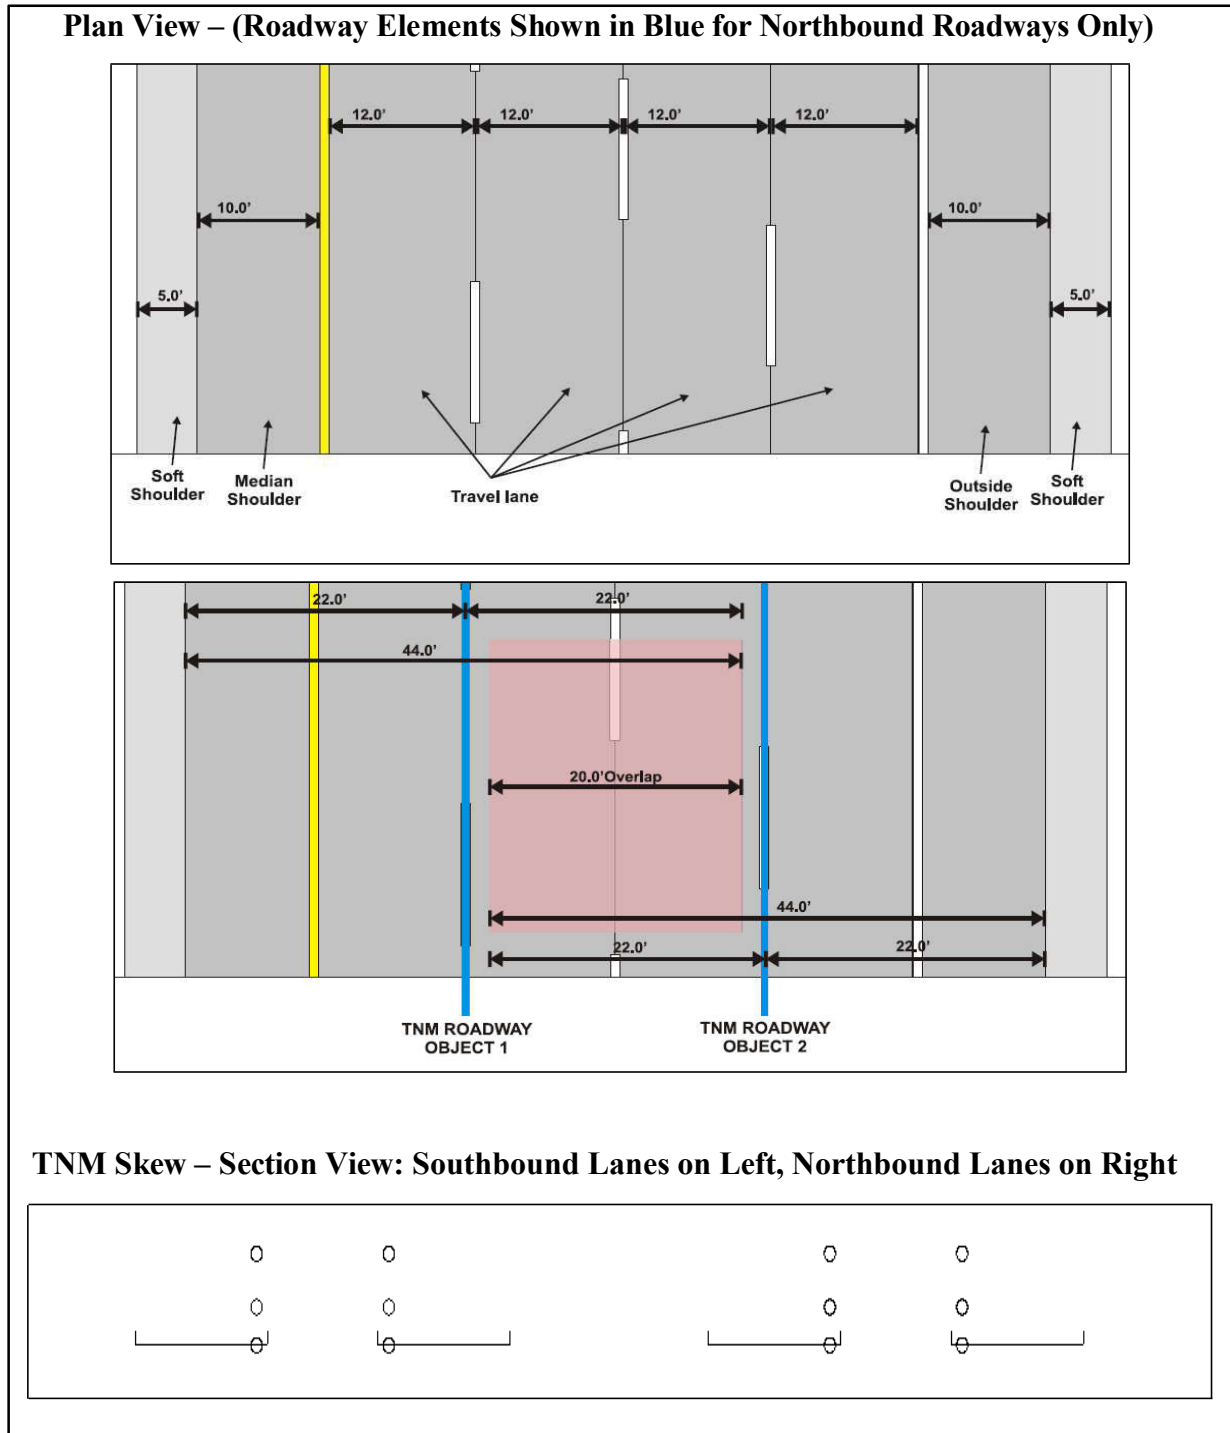 Plan View – (Roadway Elements Shown in Blue for Northbound Roadways Only)
12.0' 12.0' 12.0' 12.0'
10.0' 10.0'
5.0' 5.0'
Soft Shoulder
Median Shoulder
Travel lane
Outside Shoulder
Soft Shoulder
22.0' 22.0'
44.0'
20.0'Overlap
44.0'
22.0' 22.0'
TNM ROADWAY OBJECT 1
TNM ROADWAY OBJECT 2
TNM Skew – Section View: Southbound Lanes on Left, Northbound Lanes on Right